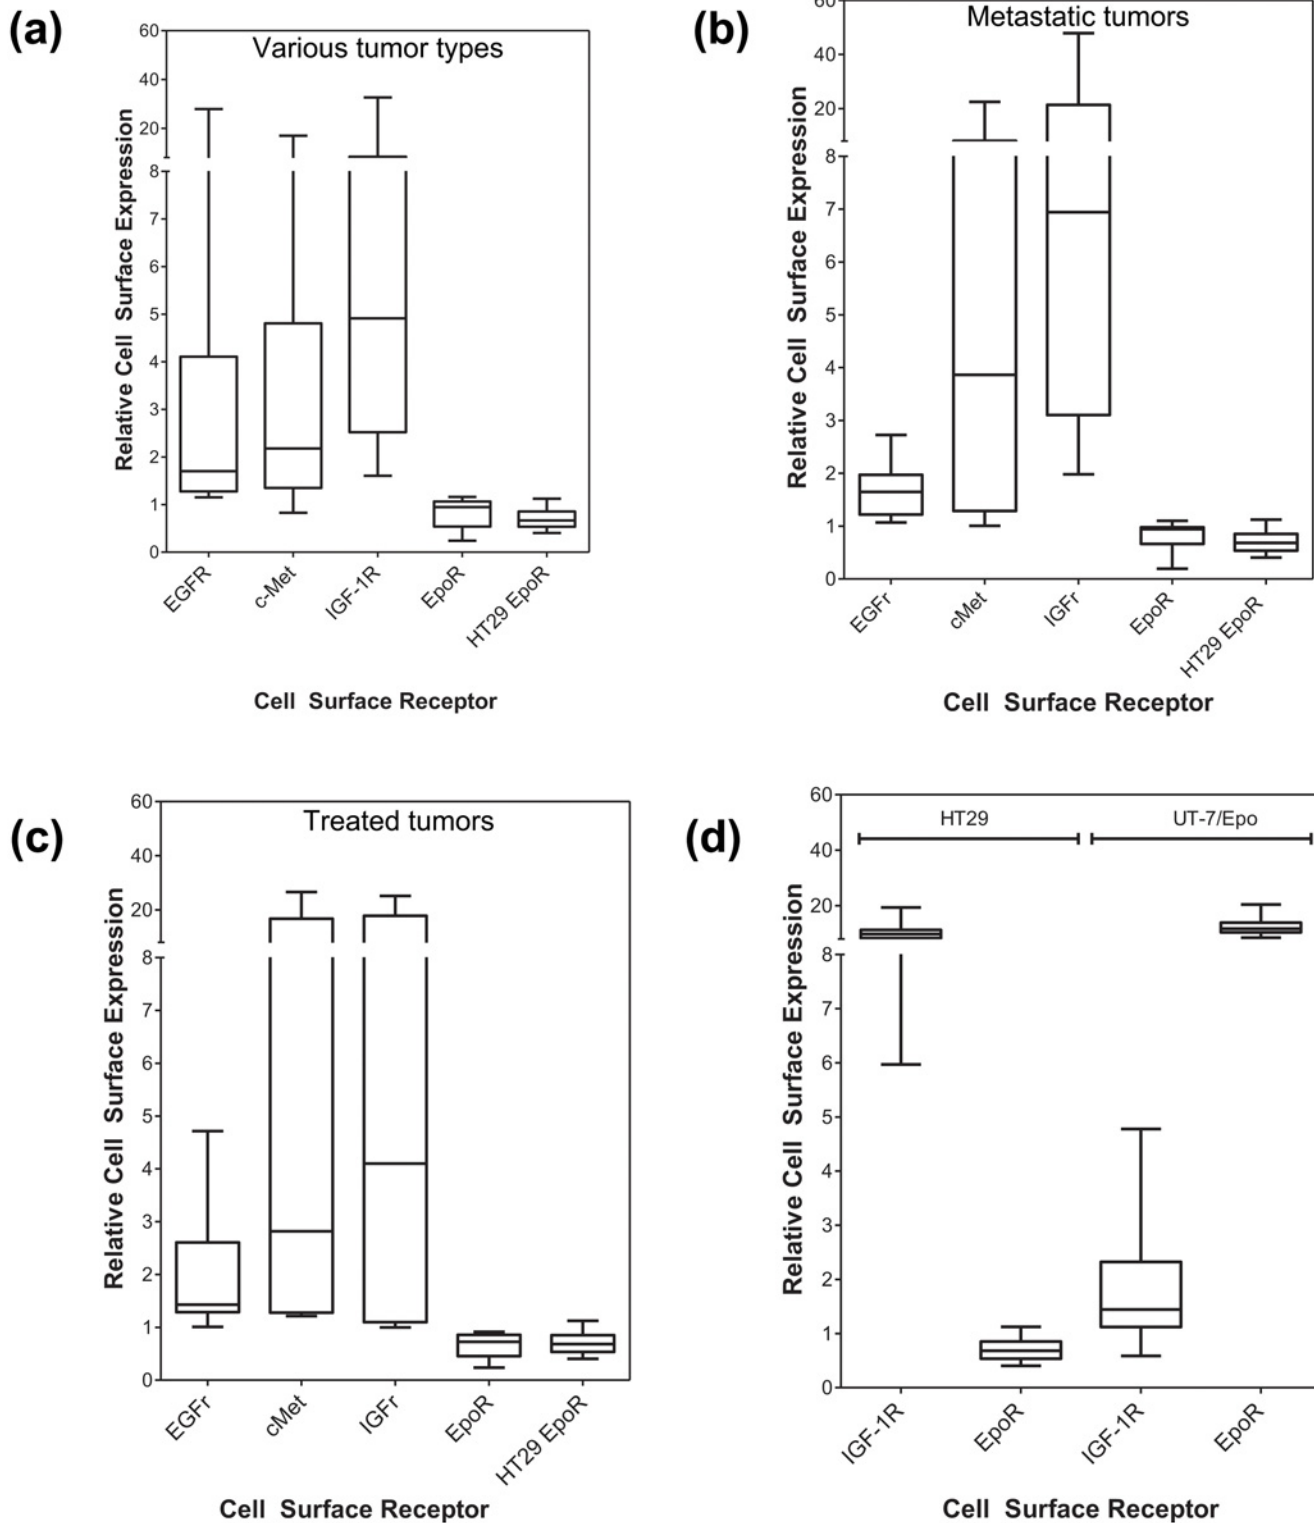 (a)
Various tumor types
Relative Cell Surface Expression
60
40
20
8
7
6
5
4
3
2
1
0
EGFR
c-Met
IGF-1R
EpoR
HT29 EpoR
Cell Surface Receptor
(b)
Metastatic tumors
Relative Cell Surface Expression
60
40
20
8
7
6
5
4
3
2
1
0
EGFr
cMet
IGFr
EpoR
HT29 EpoR
Cell Surface Receptor
(c)
Treated tumors
Relative Cell Surface Expression
60
40
20
8
7
6
5
4
3
2
1
0
EGFr
cMet
IGFr
EpoR
HT29 EpoR
Cell Surface Receptor
(d)
HT29
UT-7/Epo
Relative Cell Surface Expression
60
40
20
8
7
6
5
4
3
2
1
0
IGF-1R
EpoR
IGF-1R
EpoR
Cell Surface Receptor